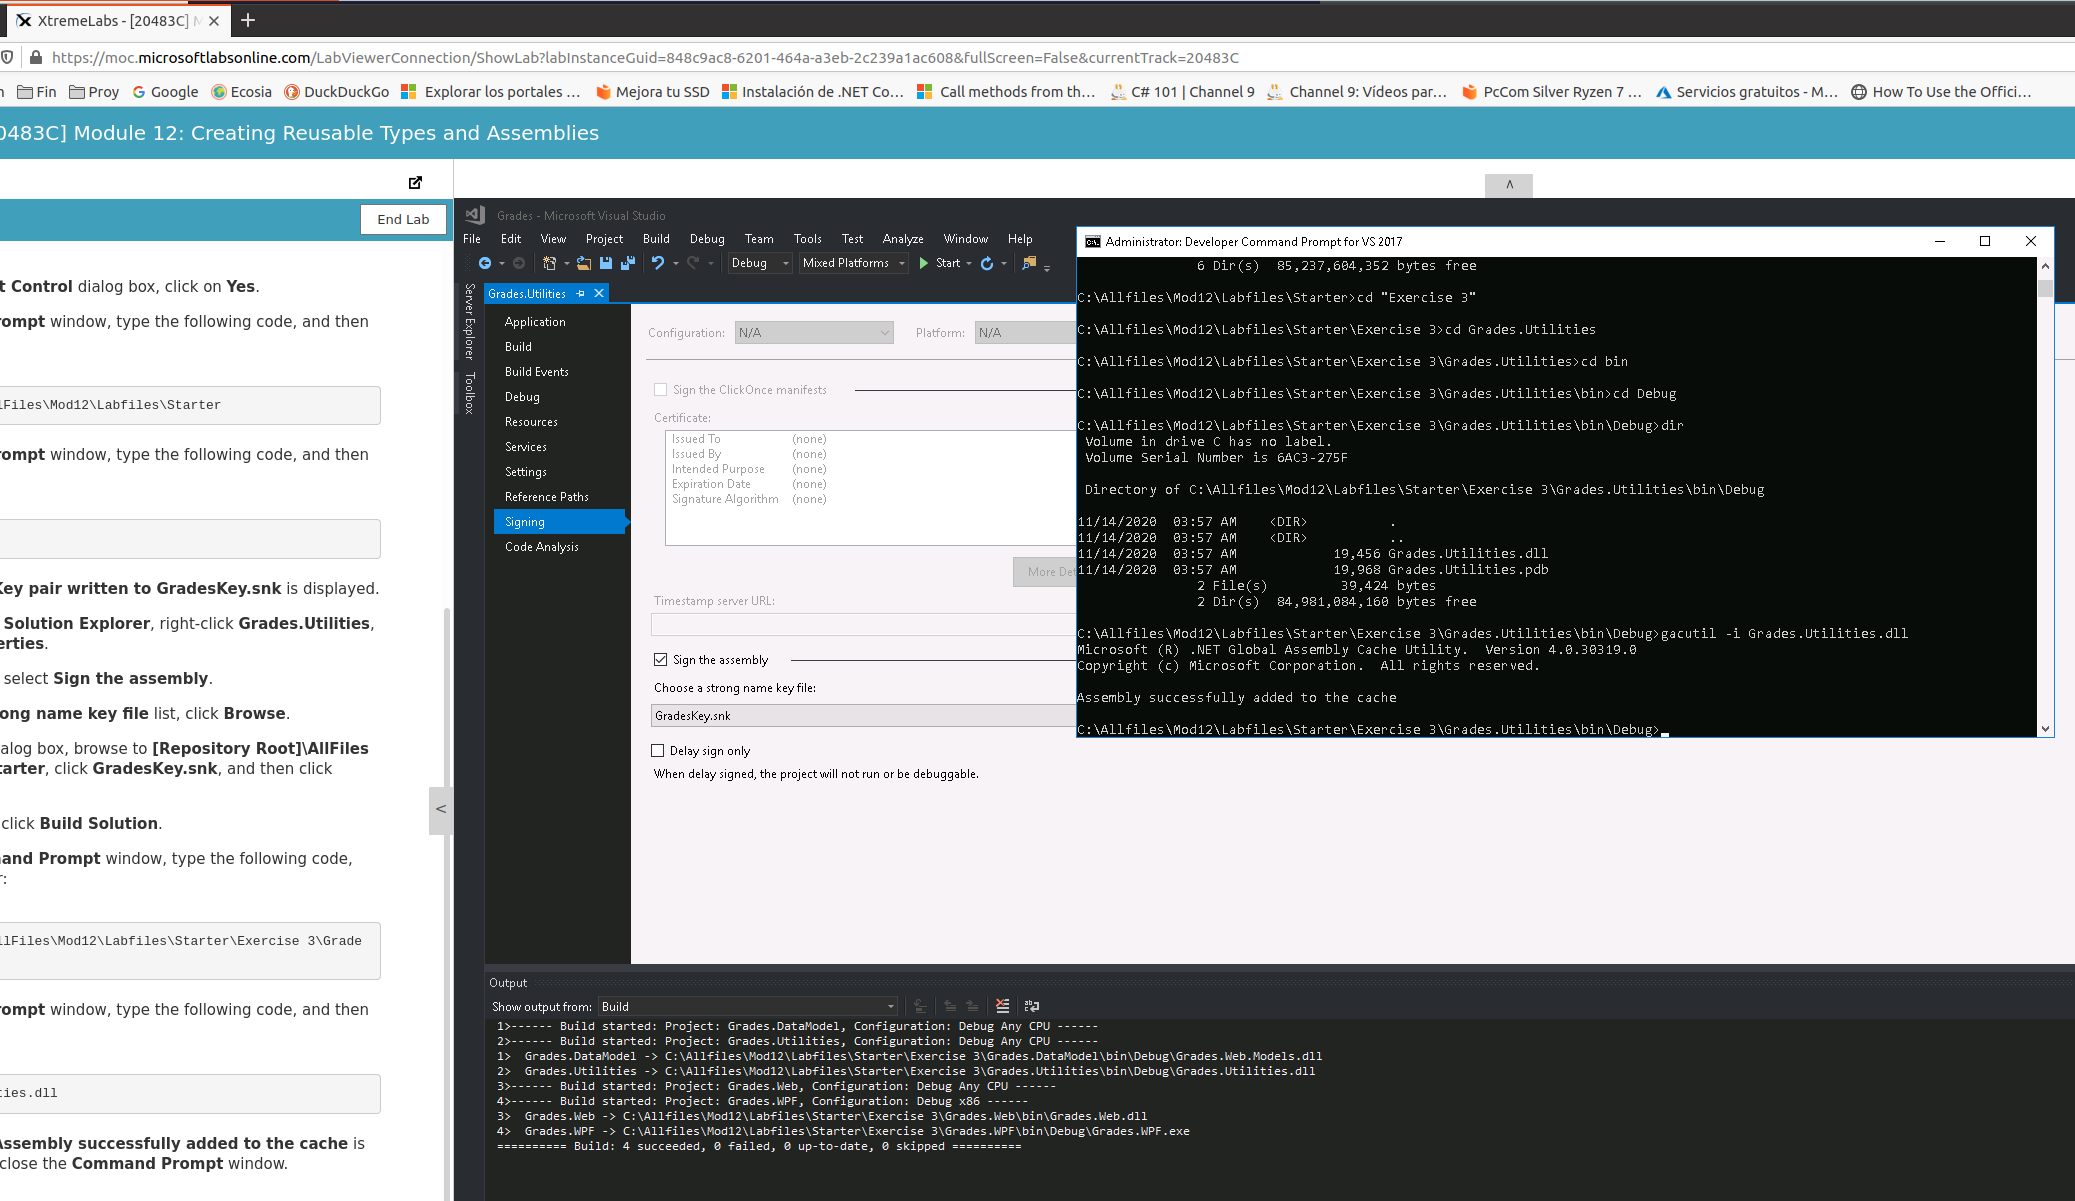 XtremeLabs - [20483C] M
https://moc.microsoftlabsonline.com/LabViewerConnection/ShowLab?labInstanceGuid=848c9ac8-6201-464a-a3eb-2c239a1ac608&fullScreen=False&currentTrack=20483C
Fin Proy Google Ecosia DuckDuckGo Explorar los portales ... Mejora tu SSD Instalación de .NET Co... Call methods from th... C# 101 | Channel 9 Channel 9: Vídeos par... PcCom Silver Ryzen 7 ... Servicios gratuitos - M... How To Use the Offici...
0483C] Module 12: Creating Reusable Types and Assemblies
End Lab
t Control dialog box, click on Yes.
rompt window, type the following code, and then
lFiles\Mod12\Labfiles\Starter
rompt window, type the following code, and then
Key pair written to GradesKey.snk is displayed.
Solution Explorer, right-click Grades.Utilities,
erties.
select Sign the assembly.
ong name key file list, click Browse.
alog box, browse to [Repository Root]\AllFiles
tarter, click GradesKey.snk, and then click
click Build Solution.
and Prompt window, type the following code,
r:
llFiles\Mod12\Labfiles\Starter\Exercise 3\Grade
rompt window, type the following code, and then
ties.dll
Assembly successfully added to the cache is
close the Command Prompt window.
<
^
Grades - Microsoft Visual Studio
File Edit View Project Build Debug Team Tools Test Analyze Window Help
Debug Mixed Platforms Start
Server Explorer
Toolbox
Grades.Utilities
Application
Build
Build Events
Debug
Resources
Services
Settings
Reference Paths
Signing
Code Analysis
Configuration: N/A Platform: N/A
Sign the ClickOnce manifests
Certificate:
Issued To (none)
Issued By (none)
Intended Purpose (none)
Expiration Date (none)
Signature Algorithm (none)
More Det
Timestamp server URL:
Sign the assembly
Choose a strong name key file:
GradesKey.snk
Delay sign only
When delay signed, the project will not run or be debuggable.
Administrator: Developer Command Prompt for VS 2017
6 Dir(s) 85,237,604,352 bytes free
C:\Allfiles\Mod12\Labfiles\Starter>cd "Exercise 3"
C:\Allfiles\Mod12\Labfiles\Starter\Exercise 3>cd Grades.Utilities
C:\Allfiles\Mod12\Labfiles\Starter\Exercise 3\Grades.Utilities>cd bin
C:\Allfiles\Mod12\Labfiles\Starter\Exercise 3\Grades.Utilities\bin>cd Debug
C:\Allfiles\Mod12\Labfiles\Starter\Exercise 3\Grades.Utilities\bin\Debug>dir
Volume in drive C has no label.
Volume Serial Number is 6AC3-275F
Directory of C:\Allfiles\Mod12\Labfiles\Starter\Exercise 3\Grades.Utilities\bin\Debug
11/14/2020 03:57 AM <DIR> .
11/14/2020 03:57 AM <DIR> ..
11/14/2020 03:57 AM 19,456 Grades.Utilities.dll
11/14/2020 03:57 AM 19,968 Grades.Utilities.pdb
2 File(s) 39,424 bytes
2 Dir(s) 84,981,084,160 bytes free
C:\Allfiles\Mod12\Labfiles\Starter\Exercise 3\Grades.Utilities\bin\Debug>gacutil -i Grades.Utilities.dll
Microsoft (R) .NET Global Assembly Cache Utility. Version 4.0.30319.0
Copyright (c) Microsoft Corporation. All rights reserved.
Assembly successfully added to the cache
C:\Allfiles\Mod12\Labfiles\Starter\Exercise 3\Grades.Utilities\bin\Debug>
Output
Show output from: Build
1>------ Build started: Project: Grades.DataModel, Configuration: Debug Any CPU ------
2>------ Build started: Project: Grades.Utilities, Configuration: Debug Any CPU ------
1> Grades.DataModel -> C:\Allfiles\Mod12\Labfiles\Starter\Exercise 3\Grades.DataModel\bin\Debug\Grades.Web.Models.dll
2> Grades.Utilities -> C:\Allfiles\Mod12\Labfiles\Starter\Exercise 3\Grades.Utilities\bin\Debug\Grades.Utilities.dll
3>------ Build started: Project: Grades.Web, Configuration: Debug Any CPU ------
4>------ Build started: Project: Grades.WPF, Configuration: Debug x86 ------
3> Grades.Web -> C:\Allfiles\Mod12\Labfiles\Starter\Exercise 3\Grades.Web\bin\Grades.Web.dll
4> Grades.WPF -> C:\Allfiles\Mod12\Labfiles\Starter\Exercise 3\Grades.WPF\bin\Debug\Grades.WPF.exe
========== Build: 4 succeeded, 0 failed, 0 up-to-date, 0 skipped ==========